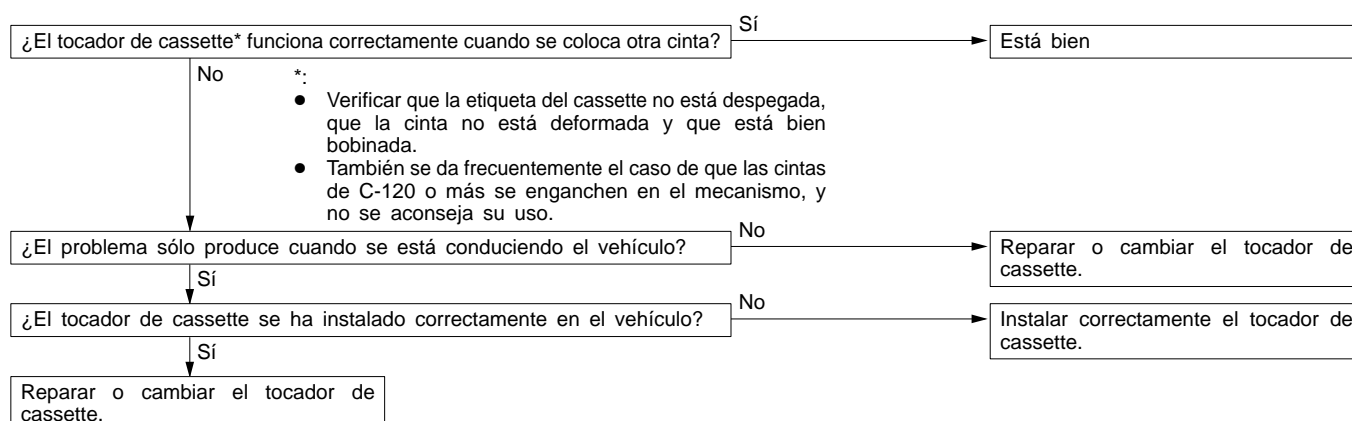 ¿El tocador de cassette* funciona correctamente cuando se coloca otra cinta?
Sí
Está bien
No
*:
● Verificar que la etiqueta del cassette no está despegada,
que la cinta no está deformada y que está bien
bobinada.
● También se da frecuentemente el caso de que las cintas
de C-120 o más se enganchen en el mecanismo, y
no se aconseja su uso.
¿El problema sólo produce cuando se está conduciendo el vehículo?
No
Reparar o cambiar el tocador de
cassette.
Sí
¿El tocador de cassette se ha instalado correctamente en el vehículo?
No
Instalar correctamente el tocador de
cassette.
Sí
Reparar o cambiar el tocador de
cassette.